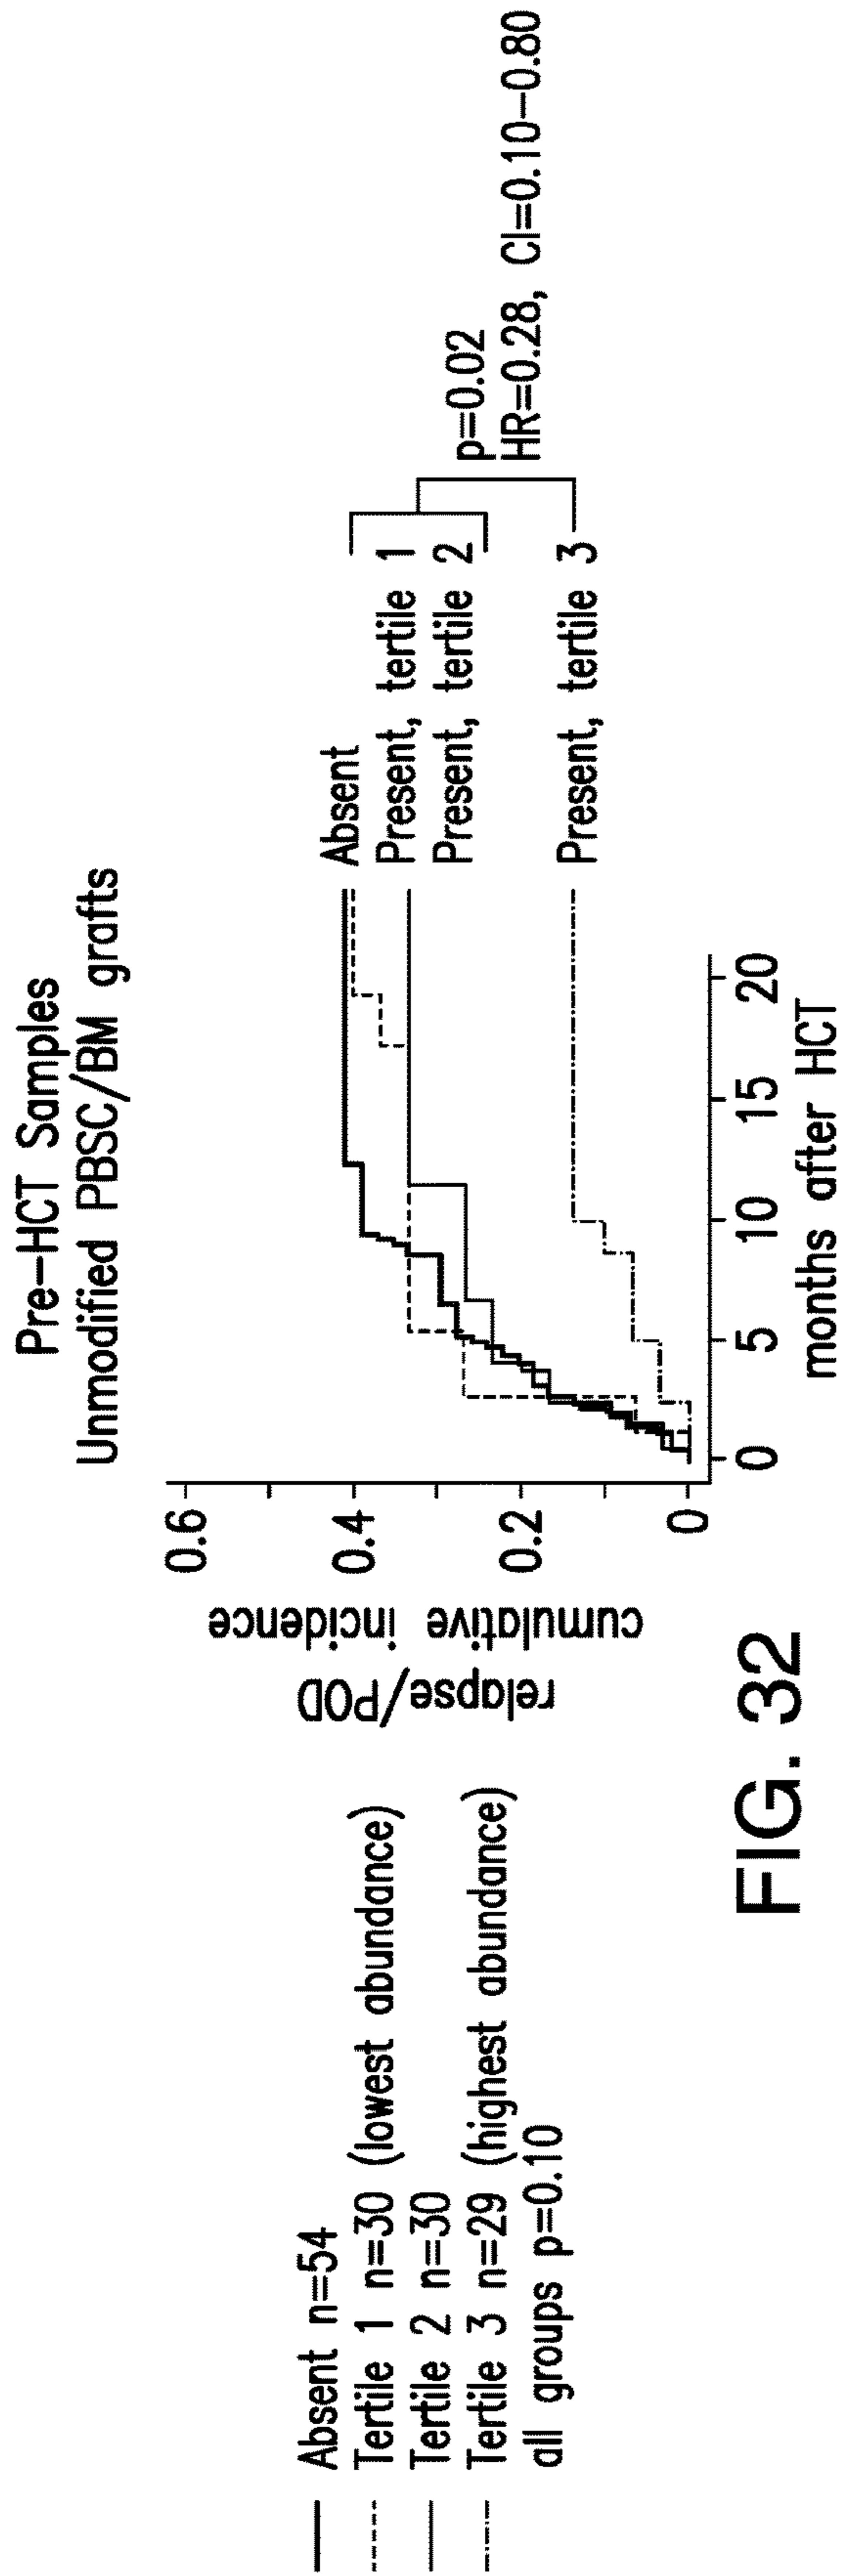 Pre-HCT Samples
Unmodified PBSC/BM grafts
Absent n=54
Tertile 1 n=30 (lowest abundance)
Tertile 2 n=30
Tertile 3 n=29 (highest abundance)
all groups p=0.10
relapse/POD
cumulative incidence
0.6
0.4
0.2
0
0 5 10 15 20
months after HCT
Absent
Present, tertile 1
Present, tertile 2
Present, tertile 3
p=0.02
HR=0.28, CI=0.10-0.80
FIG. 32